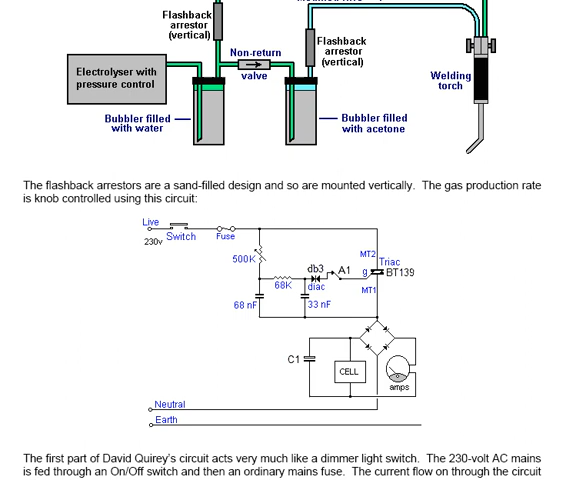 Flashback
arrestor
(vertical)
Flashback
arrestor
(vertical)
Non-return
valve
Electrolyser with
pressure control
Welding
torch
Bubbler filled
with water
Bubbler filled
with acetone
The flashback arrestors are a sand-filled design and so are mounted vertically. The gas production rate
is knob controlled using this circuit:
Live
230v
Switch
Fuse
500K
68K
db3
diac
A1
MT2
g
MT1
Triac
BT139
68 nF
33 nF
C1
CELL
amps
Neutral
Earth
The first part of David Quirey's circuit acts very much like a dimmer light switch. The 230-volt AC mains
is fed through an On/Off switch and then an ordinary mains fuse. The current flow on through the circuit